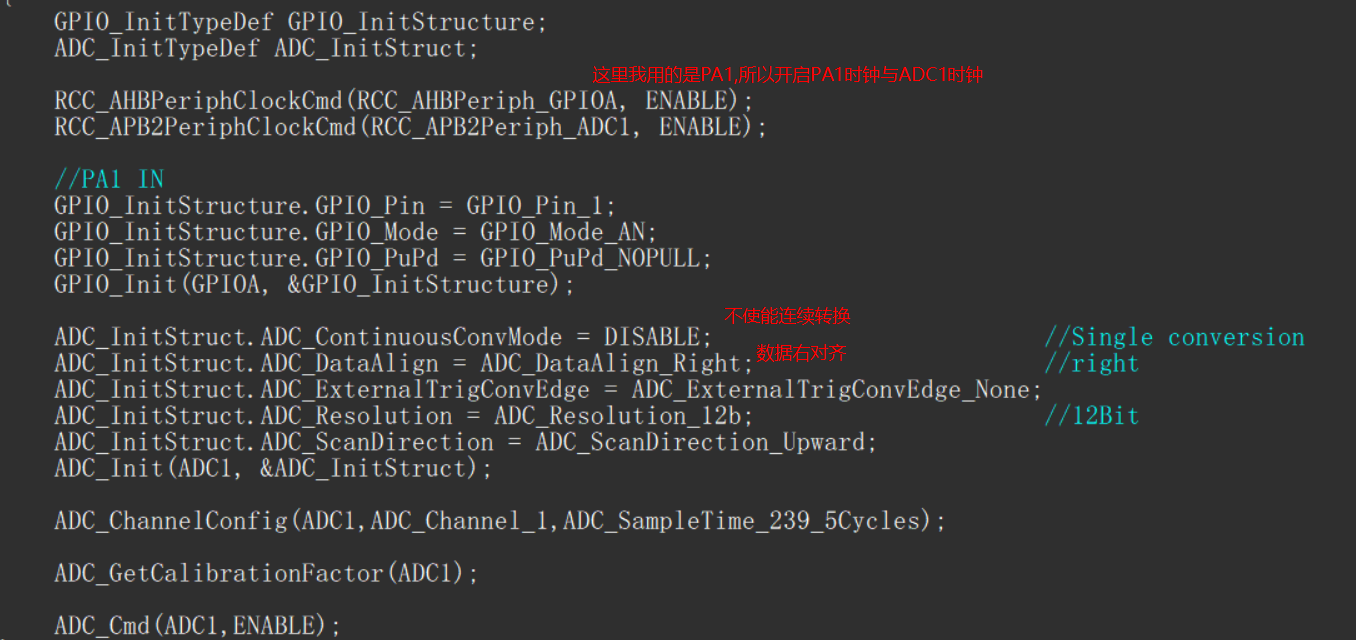 {
GPIO_InitTypeDef GPIO_InitStructure;
ADC_InitTypeDef ADC_InitStruct;
这里我用的是PA1,所以开启PA1时钟与ADC1时钟
RCC_AHBPeriphClockCmd(RCC_AHBPeriph_GPIOA, ENABLE);
RCC_APB2PeriphClockCmd(RCC_APB2Periph_ADC1, ENABLE);
//PA1 IN
GPIO_InitStructure.GPIO_Pin = GPIO_Pin_1;
GPIO_InitStructure.GPIO_Mode = GPIO_Mode_AN;
GPIO_InitStructure.GPIO_PuPd = GPIO_PuPd_NOPULL;
GPIO_Init(GPIOA, &GPIO_InitStructure);
不使能连续转换
ADC_InitStruct.ADC_ContinuousConvMode = DISABLE; //Single conversion
数据右对齐
ADC_InitStruct.ADC_DataAlign = ADC_DataAlign_Right; //right
ADC_InitStruct.ADC_ExternalTrigConvEdge = ADC_ExternalTrigConvEdge_None;
ADC_InitStruct.ADC_Resolution = ADC_Resolution_12b; //12Bit
ADC_InitStruct.ADC_ScanDirection = ADC_ScanDirection_Upward;
ADC_Init(ADC1, &ADC_InitStruct);
ADC_ChannelConfig(ADC1,ADC_Channel_1,ADC_SampleTime_239_5Cycles);
ADC_GetCalibrationFactor(ADC1);
ADC_Cmd(ADC1,ENABLE);